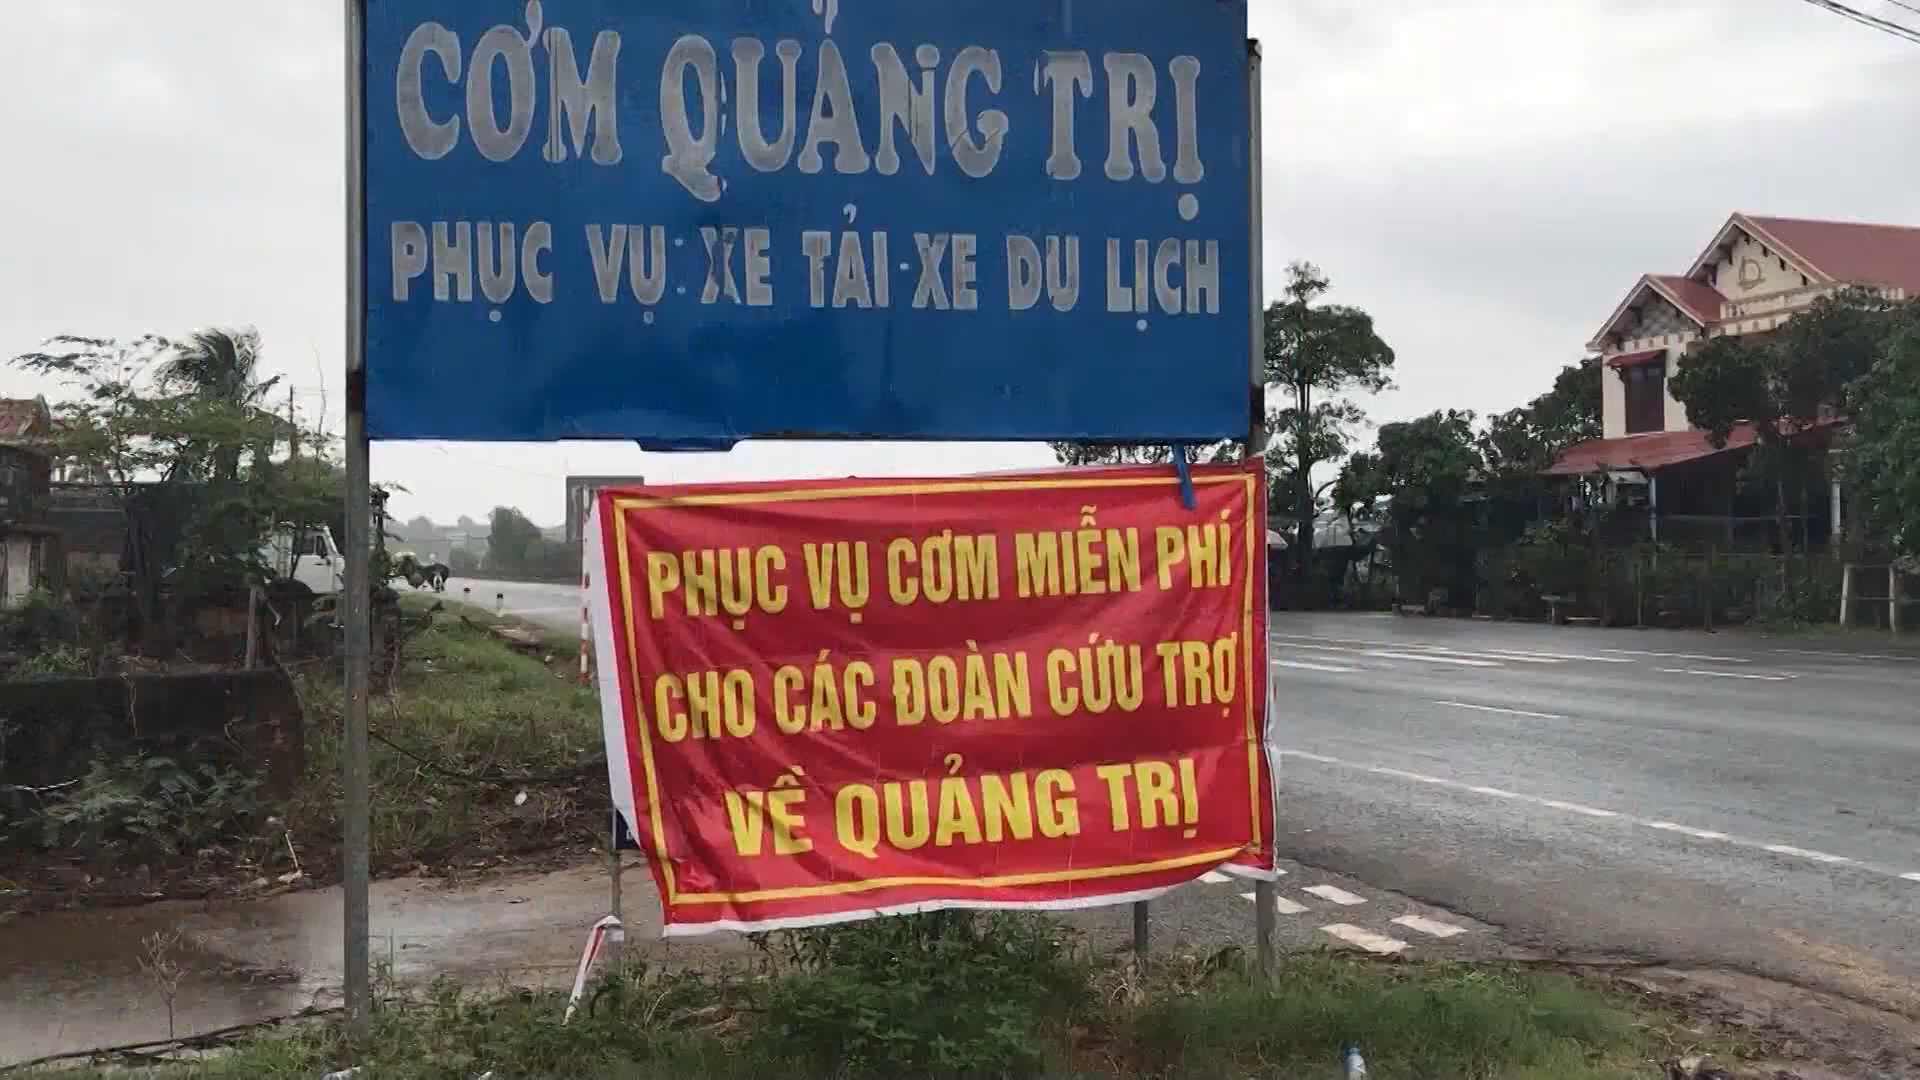 CƠM QUẢNG TRỊ
PHỤC VỤ: XE TẢI-XE DU LỊCH
PHỤC VỤ CƠM MIỄN PHÍ
CHO CÁC ĐOÀN CỨU TRỢ
VỀ QUẢNG TRỊ